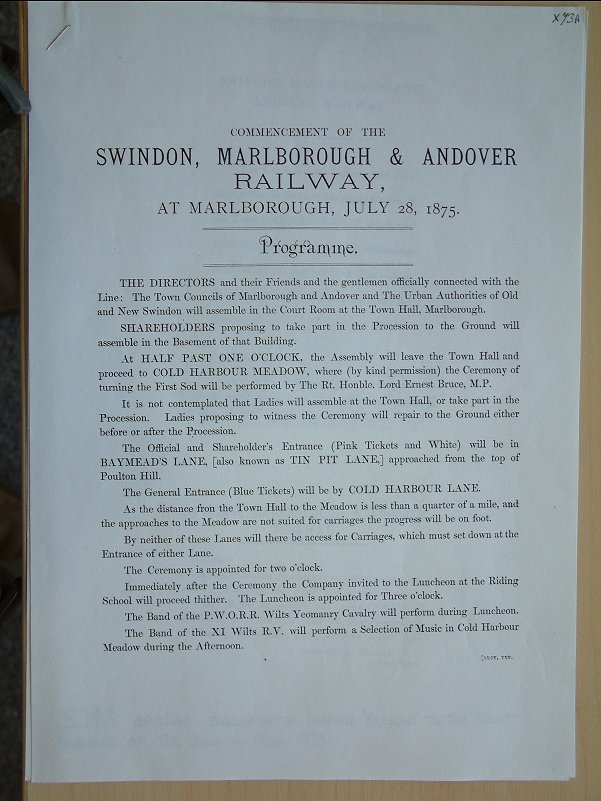 X73A
COMMENCEMENT OF THE
SWINDON, MARLBOROUGH & ANDOVER
RAILWAY,
AT MARLBOROUGH, JULY 28, 1875.
Programme.
THE DIRECTORS and their Friends and the gentlemen officially connected with the
Line: The Town Councils of Marlborough and Andover and The Urban Authorities of Old
and New Swindon will assemble in the Court Room at the Town Hall, Marlborough.
SHAREHOLDERS proposing to take part in the Procession to the Ground will
assemble in the Basement of that Building.
At HALF PAST ONE O'CLOCK, the Assembly will leave the Town Hall and
proceed to COLD HARBOUR MEADOW, where (by kind permission) the Ceremony of
turning the First Sod will be performed by The Rt. Honble. Lord Ernest Bruce, M.P.
It is not contemplated that Ladies will assemble at the Town Hall, or take part in the
Procession. Ladies proposing to witness the Ceremony will repair to the Ground either
before or after the Procession.
The Official and Shareholder's Entrance (Pink Tickets and White) will be in
BAYMEAD'S LANE, [also known as TIN PIT LANE,] approached from the top of
Poulton Hill.
The General Entrance (Blue Tickets) will be by COLD HARBOUR LANE.
As the distance from the Town Hall to the Meadow is less than a quarter of a mile, and
the approaches to the Meadow are not suited for carriages the progress will be on foot.
By neither of these Lanes will there be access for Carriages, which must set down at the
Entrance of either Lane.
The Ceremony is appointed for two o'clock.
Immediately after the Ceremony the Company invited to the Luncheon at the Riding
School will proceed thither. The Luncheon is appointed for Three o'clock.
The Band of the P.W.O.R.R. Wilts Yeomanry Cavalry will perform during Luncheon.
The Band of the XI Wilts R.V. will perform a Selection of Music in Cold Harbour
Meadow during the Afternoon.